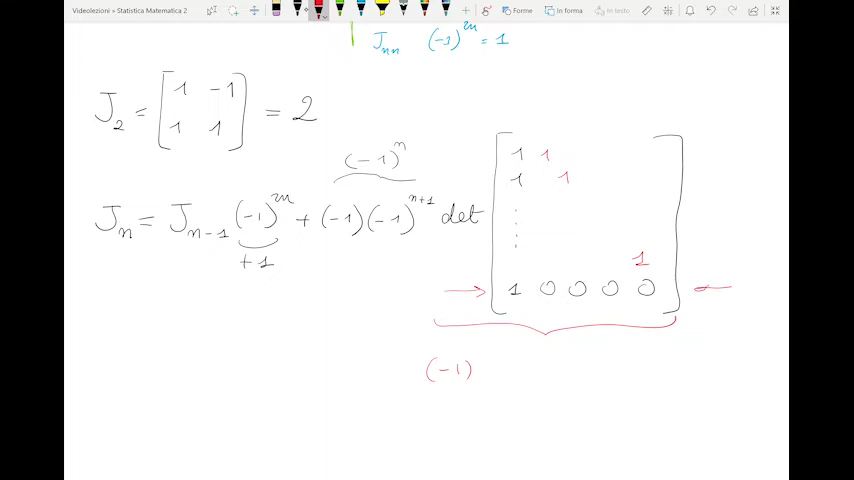 Videolezioni » Statistica Matematica 2 Forme In forma In testo
J_nn (-1)^2n = 1
J_2 = [1 -1
1 1] = 2
(-1)^n
J_n = J_n-1 (-1)^2n + (-1)(-1)^n+1 det [1 1
1 1
⋮
1
1 0 0 0 0]
+1
(-1)